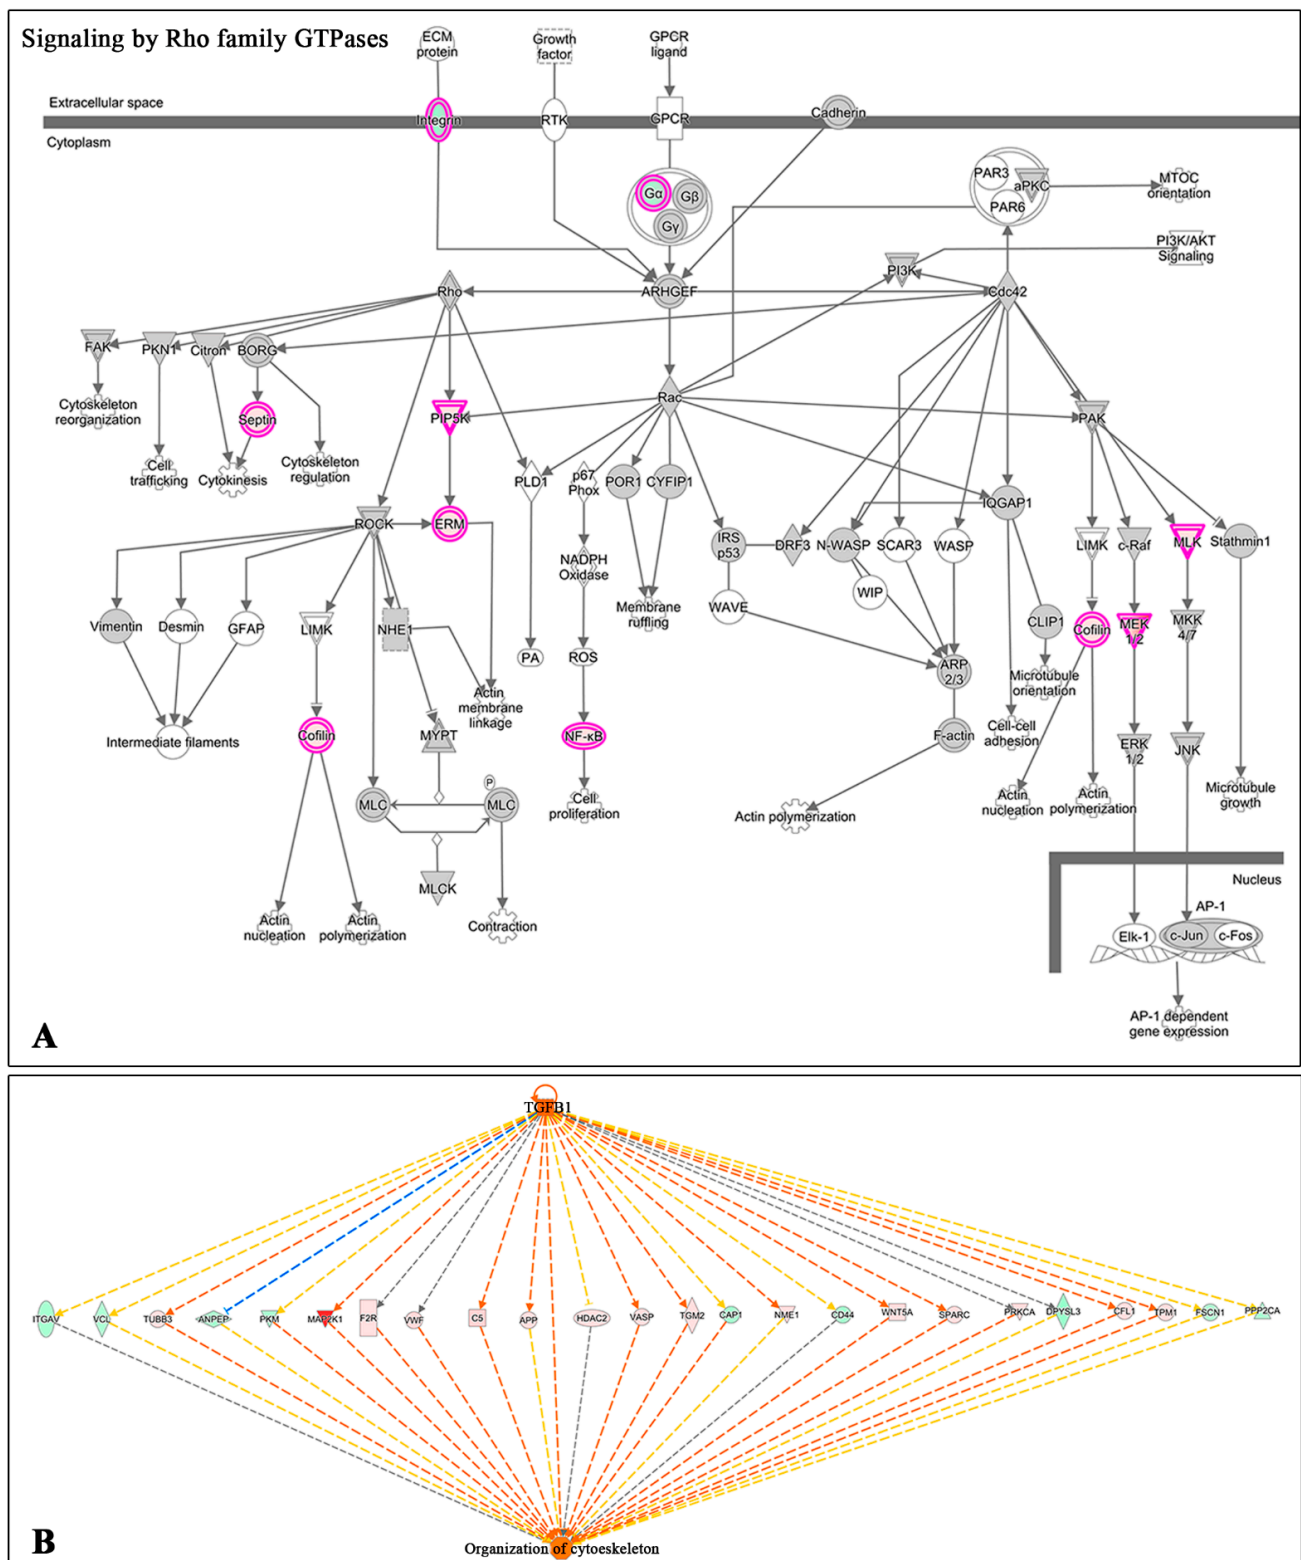 Signaling by Rho family GTPases
ECM
protein
Growth
factor
GPCR
ligand
Extracellular space
Cytoplasm
Integrin
RTK
GPCR
Cadherin
Gα
Gβ
Gγ
PAR3
aPKC
PAR6
MTOC
orientation
PI3K/AKT
Signaling
PI3K
Rho
ARHGEF
Cdc42
FAK
PKN1
Citron
BORG
Cytoskeleton
reorganization
Septin
PIP5K
Rac
PAK
Cell
trafficking
Cytokinesis
Cytoskeleton
regulation
PLD1
p67
Phox
POR1
CYFIP1
IQGAP1
ROCK
ERM
NADPH
Oxidase
IRS
p53
DRF3
N-WASP
SCAR3
WASP
LIMK
c-Raf
MLK
Stathmin1
Vimentin
Desmin
GFAP
LIMK
NHE1
PA
ROS
Membrane
ruffling
WAVE
WIP
CLIP1
Cofilin
MEK
1/2
MKK
4/7
ARP
2/3
Microtubule
orientation
Actin
membrane
linkage
Intermediate filaments
Cofilin
MYPT
NF-κB
F-actin
Cell-cell
adhesion
ERK
1/2
JNK
P
MLC
MLC
Cell
proliferation
Actin polymerization
Actin
nucleation
Actin
polymerization
Microtubule
growth
MLCK
Actin
nucleation
Actin
polymerization
Contraction
Nucleus
AP-1
Elk-1
c-Jun
c-Fos
AP-1 dependent
gene expression
A
TGFB1
ITGAV
VCL
TUBB3
ANPEP
PKM
MAP2K1
F2R
VWF
C5
APP
HDAC2
VASP
TGM2
CAP1
NME1
CD44
WNT5A
SPARC
PRKCA
DPYSL3
CFL1
TPM1
FSCN1
PPP2CA
Organization of cytoeskeleton
B